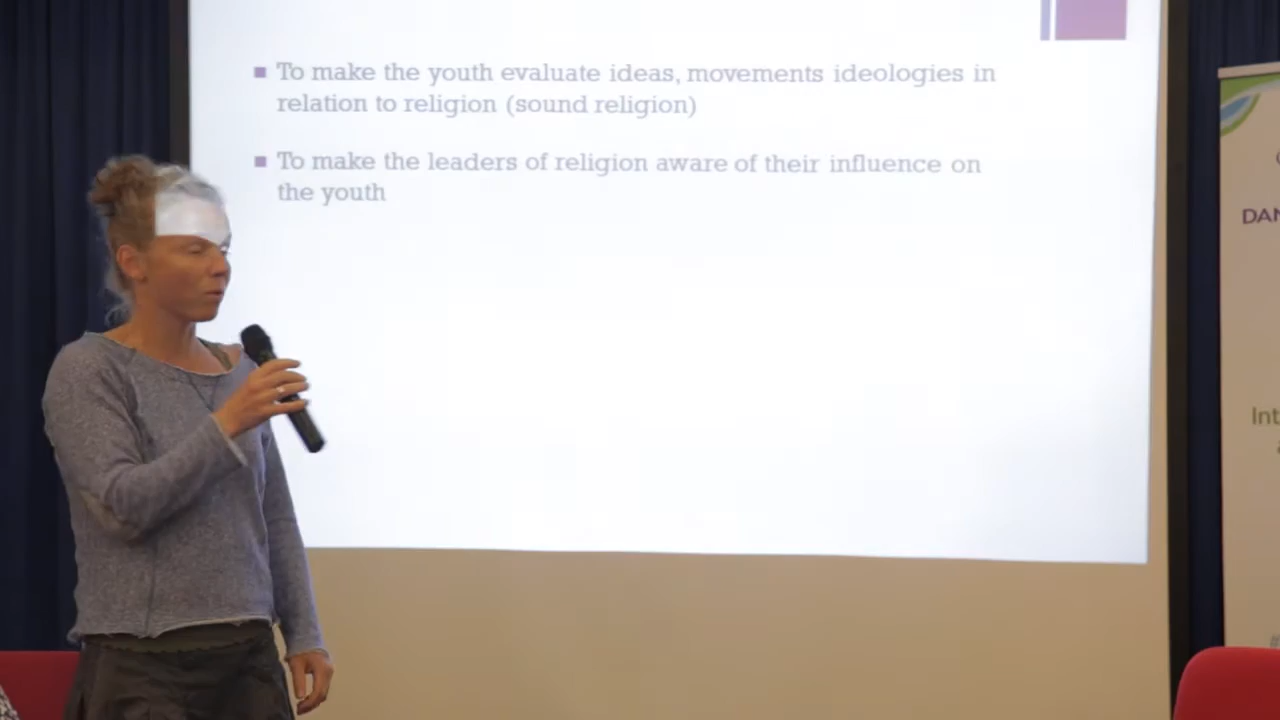 To make the youth evaluate ideas, movements ideologies in
relation to religion (sound religion)
To make the leaders of religion aware of their influence on
the youth
DAN
Int